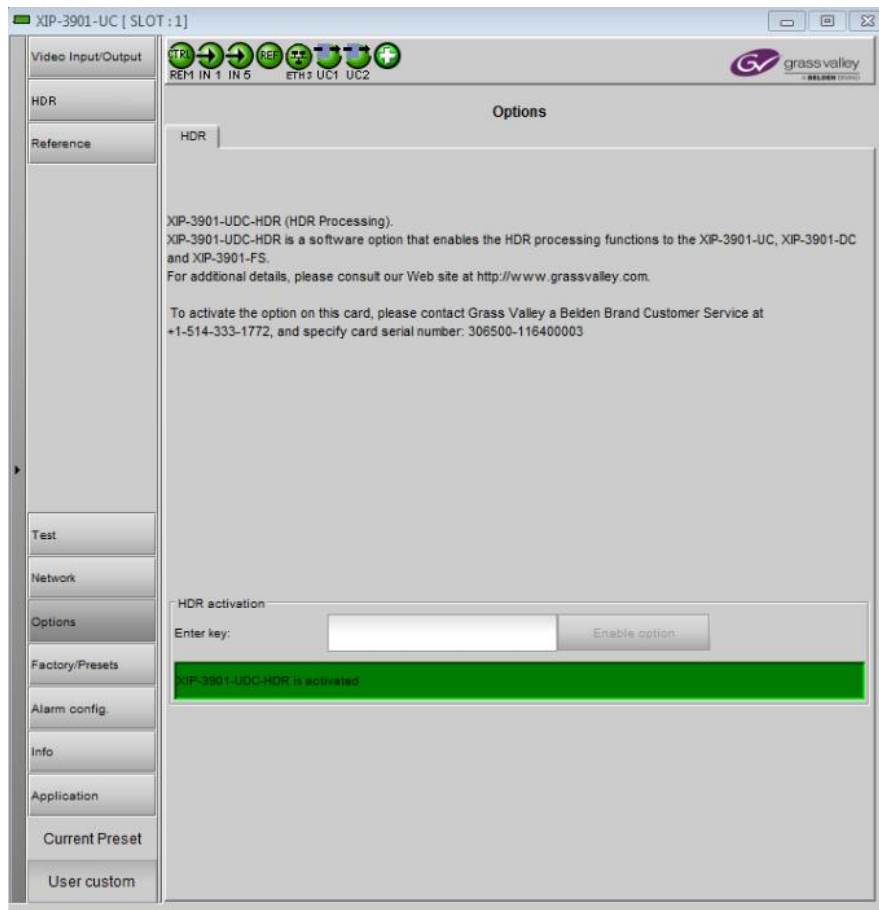 XIP-3901-UC [ SLOT : 1]
Video Input/Output
HDR
Reference
Test
Network
Options
Factory/Presets
Alarm config.
Info
Application
Current Preset
User custom
CTRL
REF
REM IN 1 IN 5 ETH3 UC1 UC2
GV
grass valley
A BELDEN BRAND
Options
HDR
XIP-3901-UDC-HDR (HDR Processing).
XIP-3901-UDC-HDR is a software option that enables the HDR processing functions to the XIP-3901-UC, XIP-3901-DC
and XIP-3901-FS.
For additional details, please consult our Web site at http://www.grassvalley.com.
To activate the option on this card, please contact Grass Valley a Belden Brand Customer Service at
+1-514-333-1772, and specify card serial number: 306500-116400003
HDR activation
Enter key:
Enable option
XIP-3901-UDC-HDR is activated